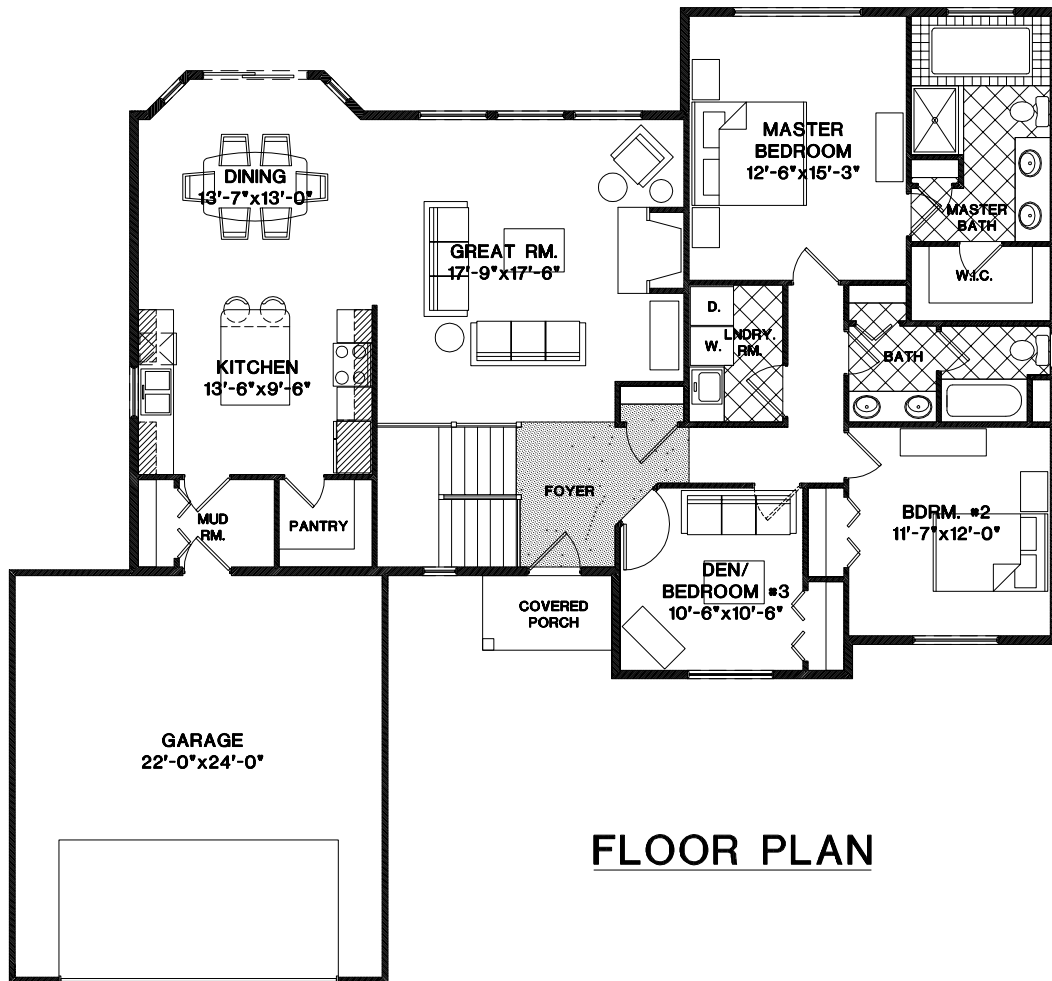 MASTER
BEDROOM
12'-6"x15'-3"
DINING
13'-7"x13'-0"
MASTER
BATH
GREAT RM.
17'-9"x17'-6"
W.I.C.
D.
W.
LNDRY.
RM.
BATH
KITCHEN
13'-6"x9'-6"
FOYER
MUD
RM.
PANTRY
BDRM. #2
11'-7"x12'-0"
DEN/
BEDROOM #3
10'-6"x10'-6"
COVERED
PORCH
GARAGE
22'-0"x24'-0"
FLOOR PLAN